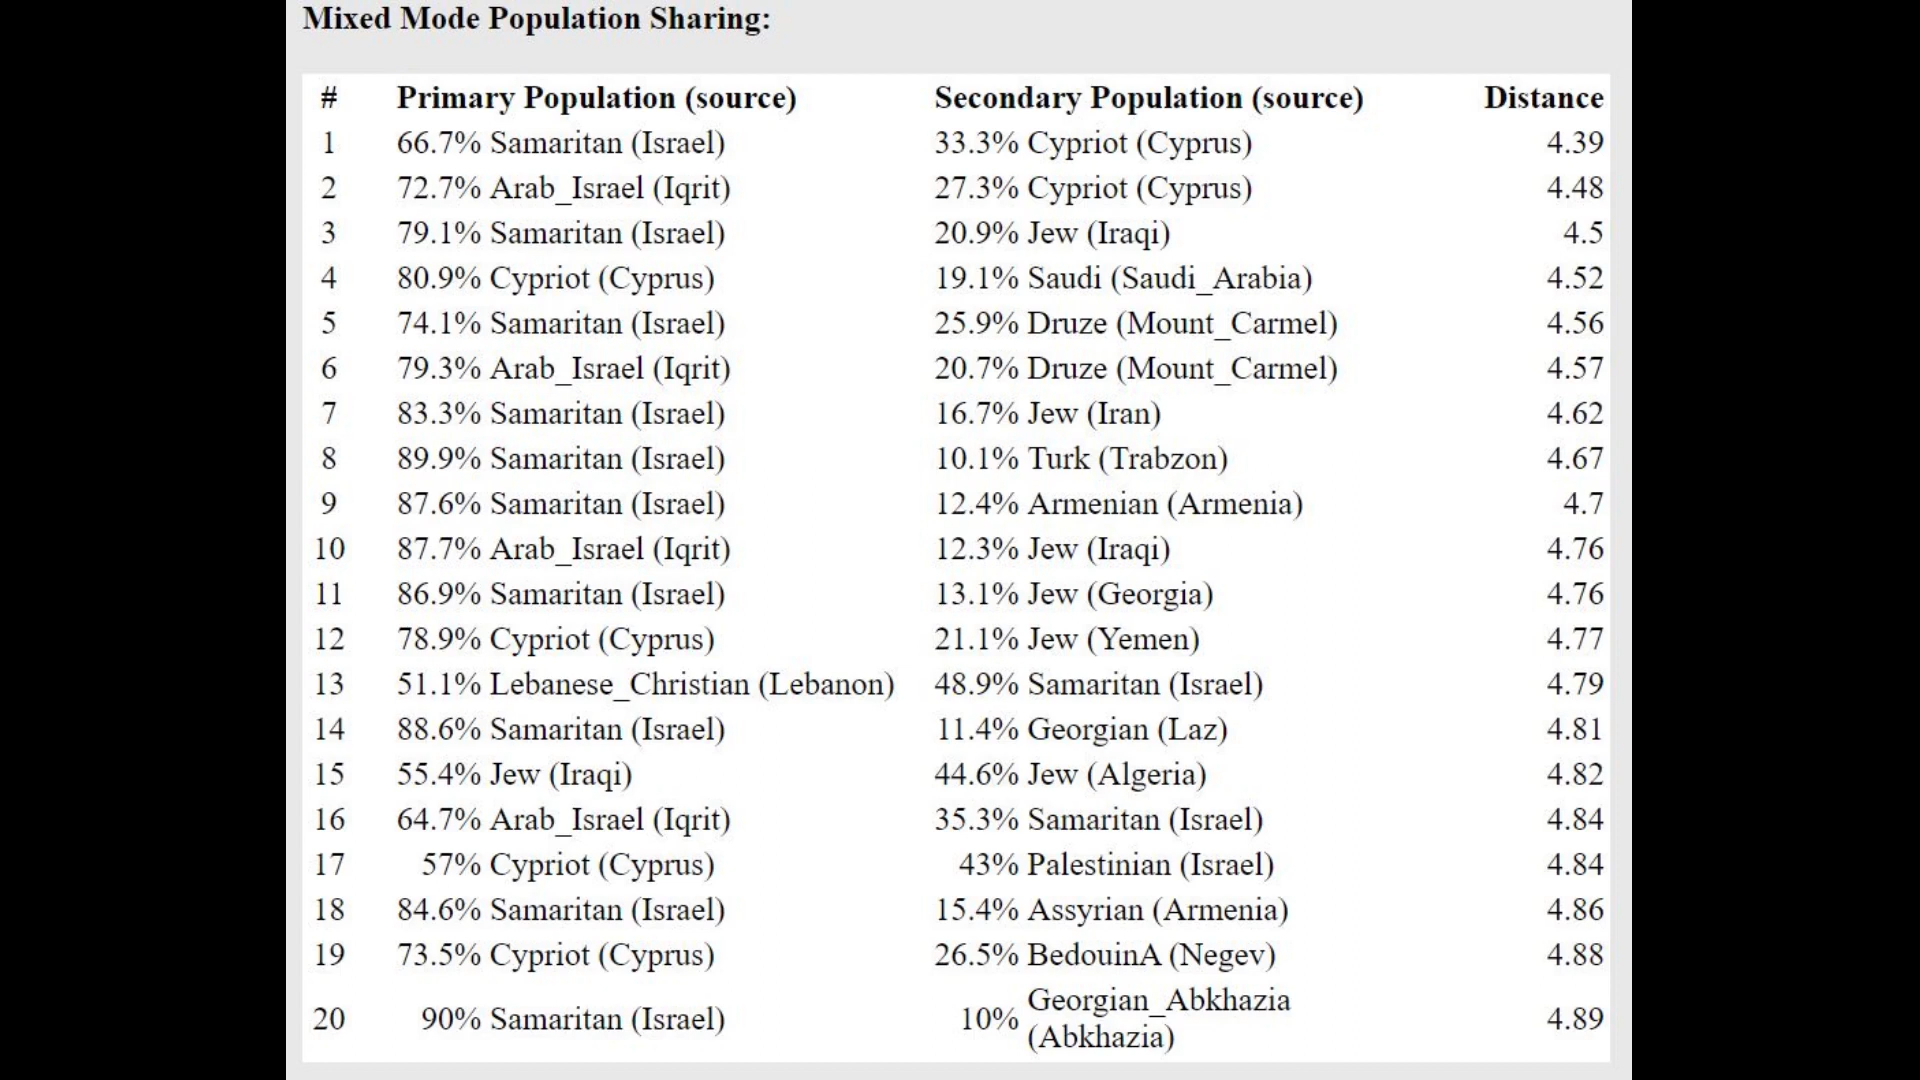 Mixed Mode Population Sharing:
# Primary Population (source) Secondary Population (source) Distance
1 66.7% Samaritan (Israel) 33.3% Cypriot (Cyprus) 4.39
2 72.7% Arab_Israel (Iqrit) 27.3% Cypriot (Cyprus) 4.48
3 79.1% Samaritan (Israel) 20.9% Jew (Iraqi) 4.5
4 80.9% Cypriot (Cyprus) 19.1% Saudi (Saudi_Arabia) 4.52
5 74.1% Samaritan (Israel) 25.9% Druze (Mount_Carmel) 4.56
6 79.3% Arab_Israel (Iqrit) 20.7% Druze (Mount_Carmel) 4.57
7 83.3% Samaritan (Israel) 16.7% Jew (Iran) 4.62
8 89.9% Samaritan (Israel) 10.1% Turk (Trabzon) 4.67
9 87.6% Samaritan (Israel) 12.4% Armenian (Armenia) 4.7
10 87.7% Arab_Israel (Iqrit) 12.3% Jew (Iraqi) 4.76
11 86.9% Samaritan (Israel) 13.1% Jew (Georgia) 4.76
12 78.9% Cypriot (Cyprus) 21.1% Jew (Yemen) 4.77
13 51.1% Lebanese_Christian (Lebanon) 48.9% Samaritan (Israel) 4.79
14 88.6% Samaritan (Israel) 11.4% Georgian (Laz) 4.81
15 55.4% Jew (Iraqi) 44.6% Jew (Algeria) 4.82
16 64.7% Arab_Israel (Iqrit) 35.3% Samaritan (Israel) 4.84
17 57% Cypriot (Cyprus) 43% Palestinian (Israel) 4.84
18 84.6% Samaritan (Israel) 15.4% Assyrian (Armenia) 4.86
19 73.5% Cypriot (Cyprus) 26.5% BedouinA (Negev) 4.88
20 90% Samaritan (Israel) 10% Georgian_Abkhazia
(Abkhazia) 4.89